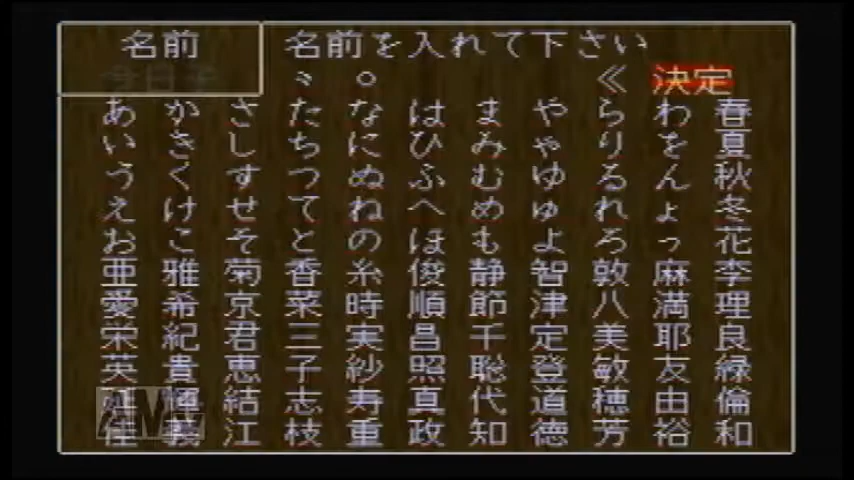 名前 名前を入れて下さい
今日子 〟 。 《 決定
あ か さ た な は ま や ら わ 春
い き し ち に ひ み ゃ り を 夏
う く す つ ぬ ふ む ゆ る ん 秋
え け せ て ね へ め ゅ れ ょ 冬
お こ そ と の ほ も よ ろ っ 花
亜 雅 菊 香 糸 俊 静 智 敦 麻 李
愛 希 京 菜 時 順 節 津 八 満 理
栄 紀 君 三 実 昌 千 定 美 耶 良
英 貴 恵 子 紗 照 聡 登 敏 友 緑
結 志 寿 真 代 道 穂 由 倫
佳 義 江 枝 重 政 知 徳 芳 裕 和